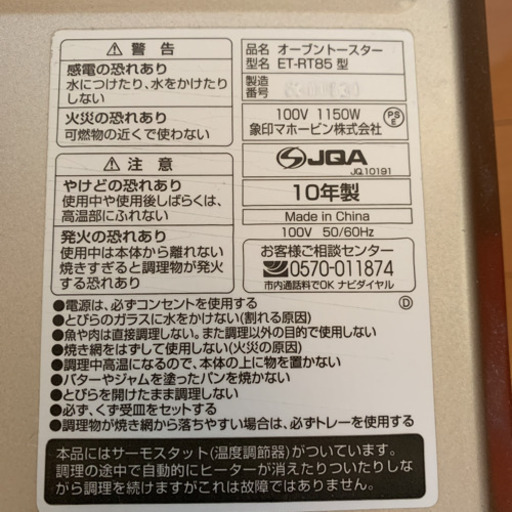 ⚠ 警告
感電の恐れあり
水につけたり、水をかけたり
しない
火災の恐れあり
可燃物の近くで使わない
⚠ 注意
やけどの恐れあり
使用中や使用後しばらくは、
高温部にふれない
発火の恐れあり
使用中は本体から離れない
焼きすぎると調理物が発火
する恐れあり
品名 オーブントースター
型名 ET-RT85 型
製造
番号
100V 1150W
象印マホービン株式会社
PS
E
JQA
JQ10191
10年製
Made in China
100V 50/60Hz
お客様ご相談センター
0570-011874
市内通話料でOK ナビダイヤル
●電源は、必ずコンセントを使用する
D
●とびらのガラスに水をかけない(割れる原因)
●魚や肉は直接調理しない。また調理以外の目的で使用しない
●焼き網をはずして使用しない(火災の原因)
●調理中高温になるので、本体の上に物を置かない
●バターやジャムを塗ったパンを焼かない
●とびらを開けたまま調理しない
●必ず、くず受皿をセットする
●調理物が焼き網から落ちやすい場合は、必ずトレーを使用する
本品にはサーモスタット(温度調節器)がついています。
調理の途中で自動的にヒーターが消えたりついたりしな
がら調理を続けますがこれは故障ではありません。